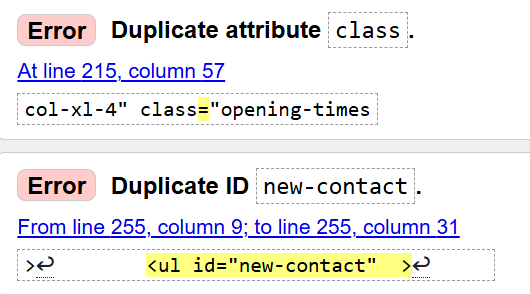 Error Duplicate attribute class.
At line 215, column 57
col-xl-4" class="opening-times
Error Duplicate ID new-contact.
From line 255, column 9; to line 255, column 31
>↩ <ul id="new-contact" >↩